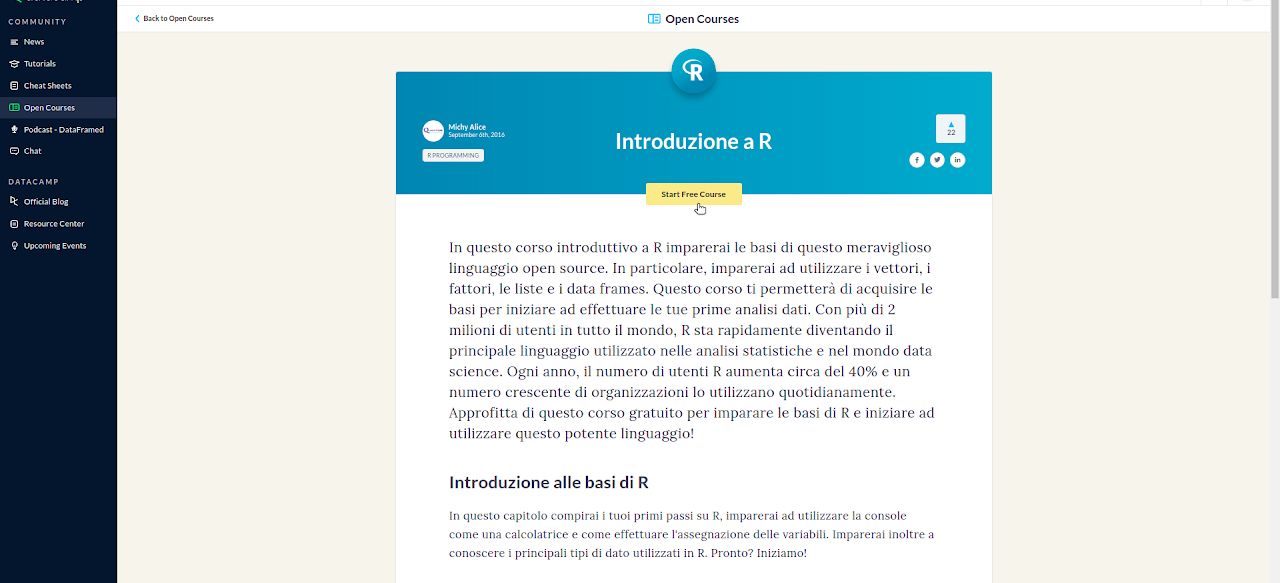 COMMUNITY
News
Tutorials
Cheat Sheets
Open Courses
Podcast - DataFramed
Chat
DATACAMP
Official Blog
Resource Center
Upcoming Events
Back to Open Courses
Open Courses
R
Michy Alice
September 6th, 2016
R PROGRAMMING
Introduzione a R
22
Start Free Course
In questo corso introduttivo a R imparerai le basi di questo meraviglioso
linguaggio open source. In particolare, imparerai ad utilizzare i vettori, i
fattori, le liste e i data frames. Questo corso ti permetterà di acquisire le
basi per iniziare ad effettuare le tue prime analisi dati. Con più di 2
milioni di utenti in tutto il mondo, R sta rapidamente diventando il
principale linguaggio utilizzato nelle analisi statistiche e nel mondo data
science. Ogni anno, il numero di utenti R aumenta circa del 40% e un
numero crescente di organizzazioni lo utilizzano quotidianamente.
Approfitta di questo corso gratuito per imparare le basi di R e iniziare ad
utilizzare questo potente linguaggio!
Introduzione alle basi di R
In questo capitolo compirai i tuoi primi passi su R, imparerai ad utilizzare la console
come una calcolatrice e come effettuare l'assegnazione delle variabili. Imparerai inoltre a
conoscere i principali tipi di dato utilizzati in R. Pronto? Iniziamo!